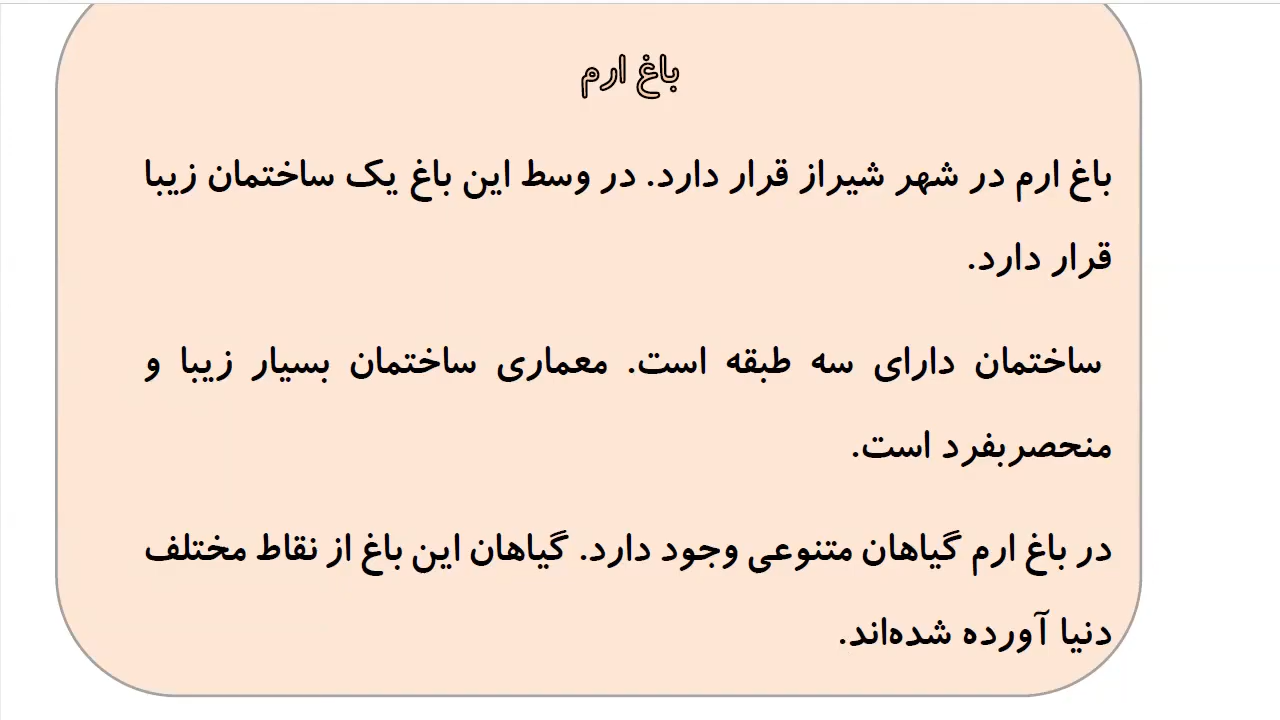 باغ ارم
باغ ارم در شهر شیراز قرار دارد. در وسط این باغ یک ساختمان زیبا
قرار دارد.
ساختمان دارای سه طبقه است. معماری ساختمان بسیار زیبا و
منحصربفرد است.
در باغ ارم گیاهان متنوعی وجود دارد. گیاهان این باغ از نقاط مختلف
دنیا آورده شده‌اند.